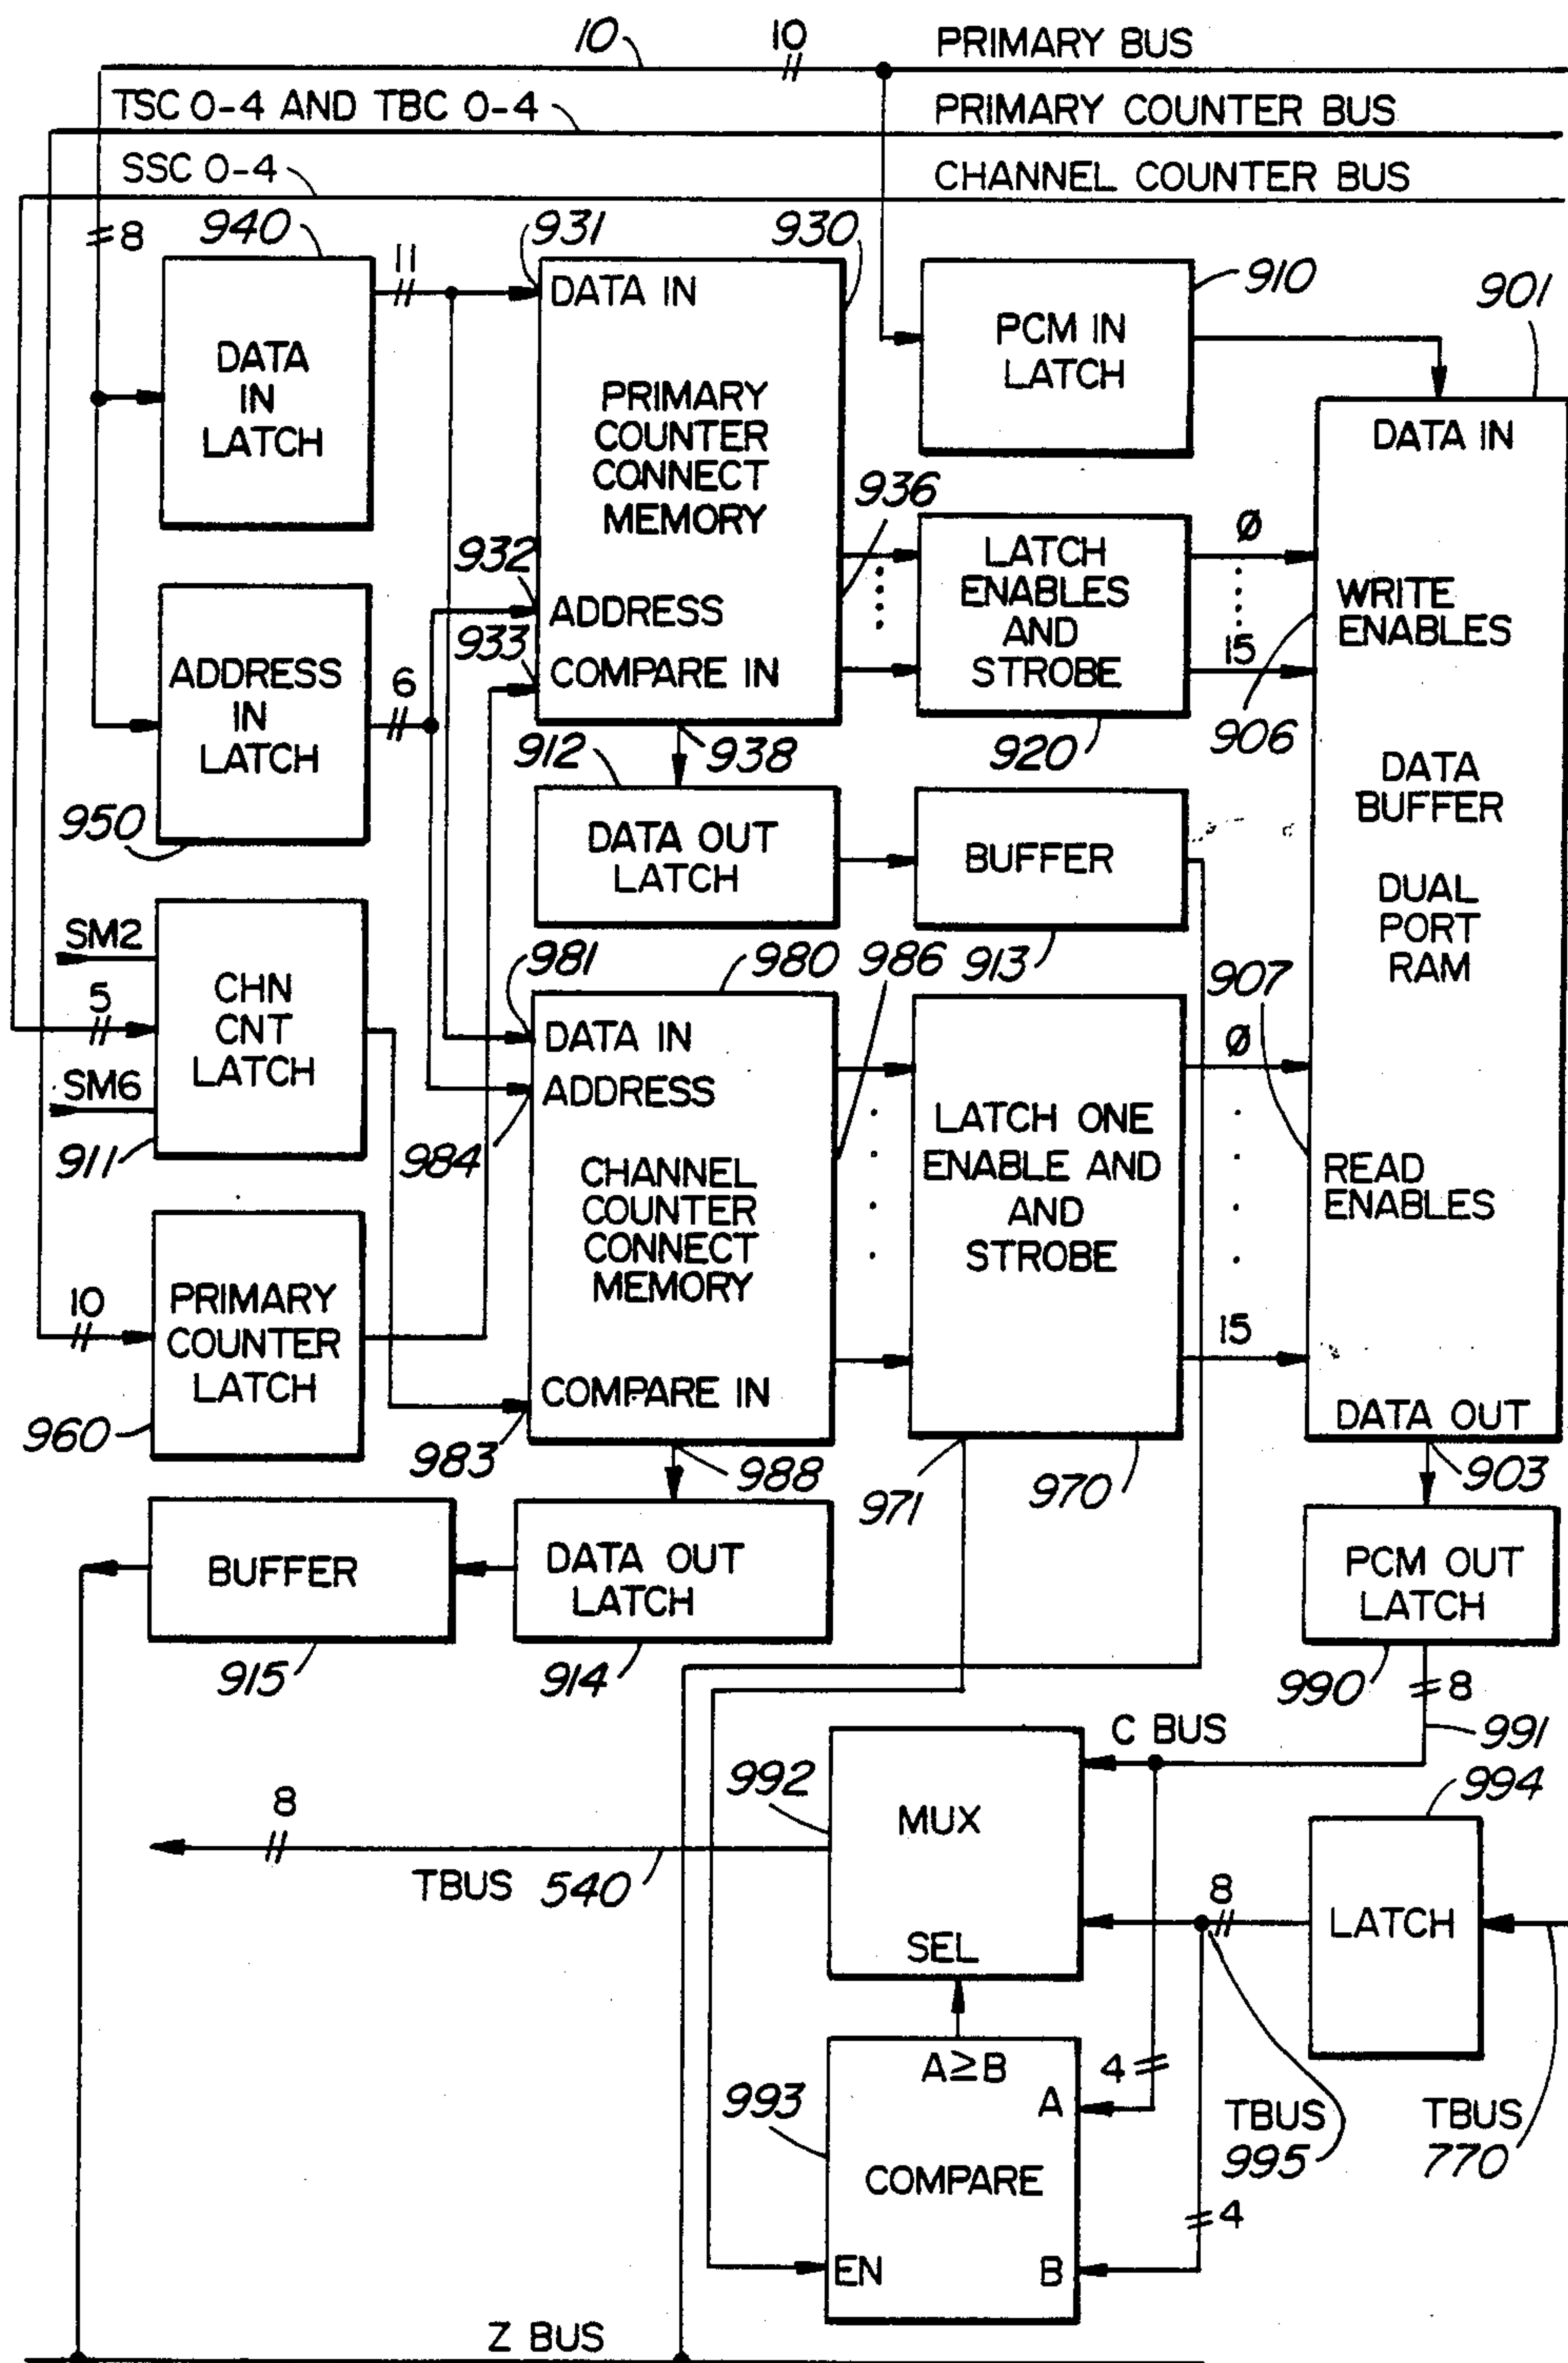 10
10
PRIMARY BUS
TSC 0-4 AND TBC 0-4
PRIMARY COUNTER BUS
SSC 0-4
CHANNEL COUNTER BUS
8
940
11
931
930
910
901
DATA
IN
LATCH
DATA IN
PRIMARY
COUNTER
CONNECT
MEMORY
932
ADDRESS
933
COMPARE IN
936
PCM IN
LATCH
DATA IN
LATCH
ENABLES
AND
STROBE
Ø
15
WRITE
ENABLES
906
920
ADDRESS
IN
LATCH
6
950
912
938
DATA OUT
LATCH
BUFFER
913
DATA
BUFFER
DUAL
PORT
RAM
SM2
5
SM6
CHN
CNT
LATCH
911
981
980
986
907
DATA IN
ADDRESS
984
CHANNEL
COUNTER
CONNECT
MEMORY
COMPARE IN
983
LATCH ONE
ENABLE AND
AND
STROBE
Ø
15
READ
ENABLES
DATA OUT
10
PRIMARY
COUNTER
LATCH
960
988
971
970
903
BUFFER
915
DATA OUT
LATCH
914
PCM OUT
LATCH
990
8
991
C BUS
992
MUX
SEL
994
8
TBUS 540
8
LATCH
A≥B
4
A
993
COMPARE
EN
B
4
TBUS
995
TBUS
770
Z BUS